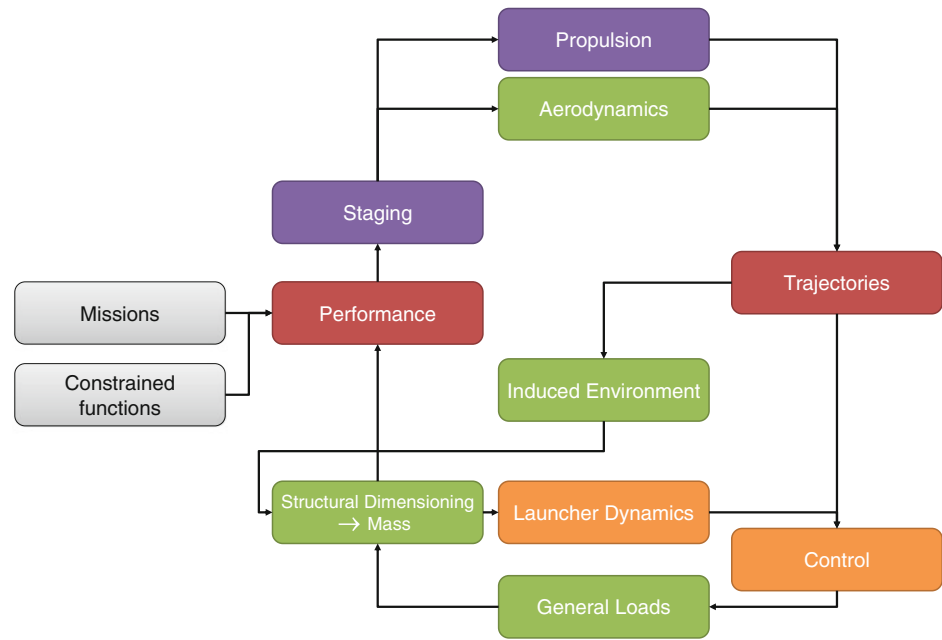 Propulsion
Aerodynamics
Staging
Trajectories
Missions
Performance
Constrained
functions
Induced Environment
Structural Dimensioning
→ Mass
Launcher Dynamics
Control
General Loads